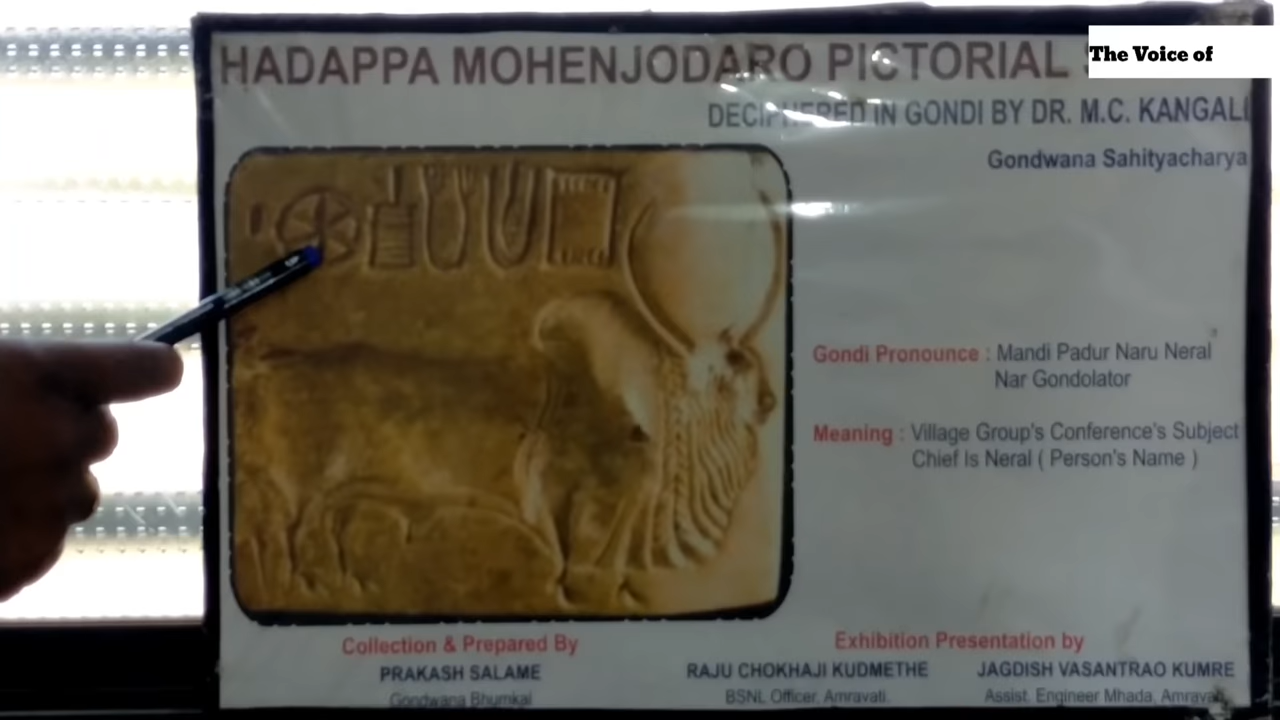 The Voice of
HADAPPA MOHENJODARO PICTORIAL
DECIPHERED IN GONDI BY DR. M.C. KANGALI
Gondwana Sahityacharya
Gondi Pronounce : Mandi Padur Naru Neral
Nar Gondolator
Meaning : Village Group's Conference's Subject
Chief Is Neral ( Person's Name )
Collection & Prepared By
PRAKASH SALAME
Gondwana Bhumkal
Exhibition Presentation by
RAJU CHOKHAJI KUDMETHE
BSNL Officer, Amravati.
JAGDISH VASANTRAO KUMRE
Assist. Engineer Mhada, Amravati